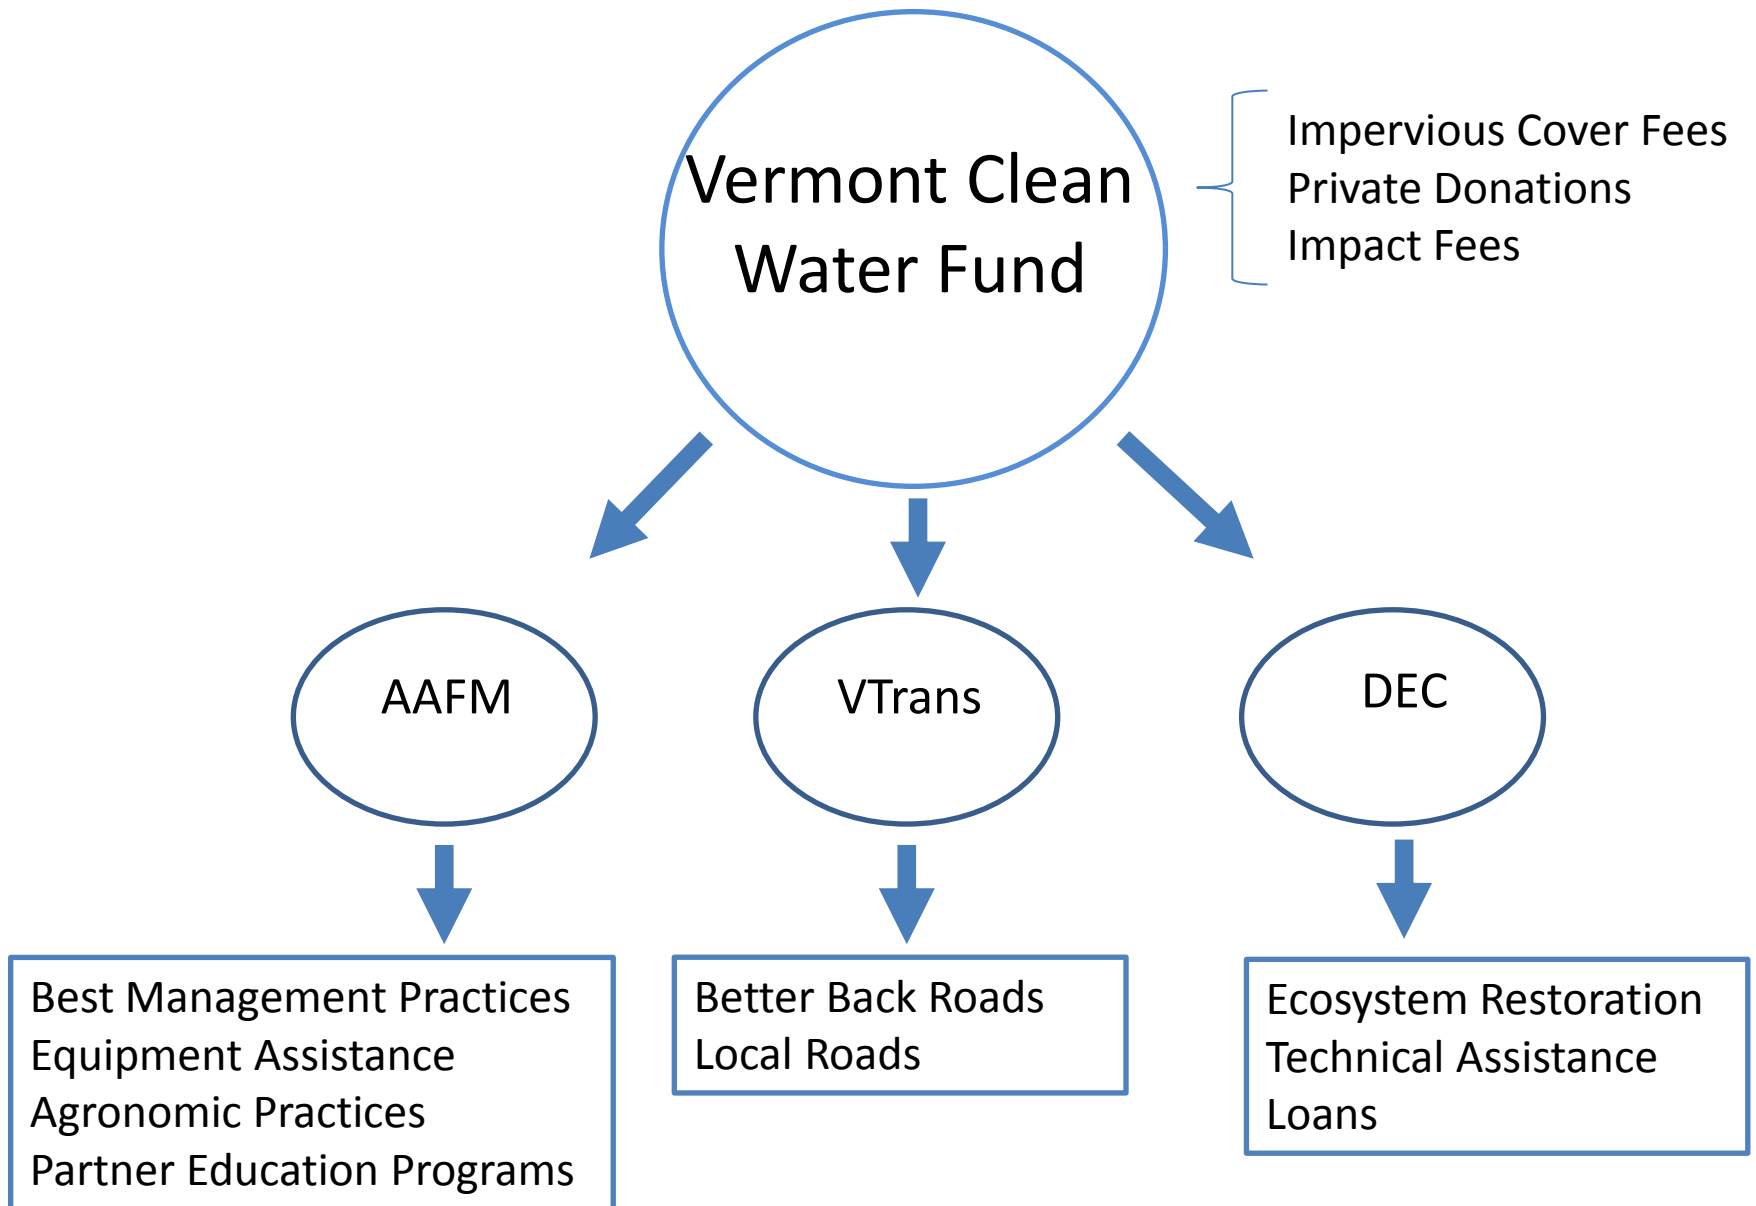 Vermont Clean
Water Fund
Impervious Cover Fees
Private Donations
Impact Fees
AAFM
VTrans
DEC
Best Management Practices
Equipment Assistance
Agronomic Practices
Partner Education Programs
Better Back Roads
Local Roads
Ecosystem Restoration
Technical Assistance
Loans